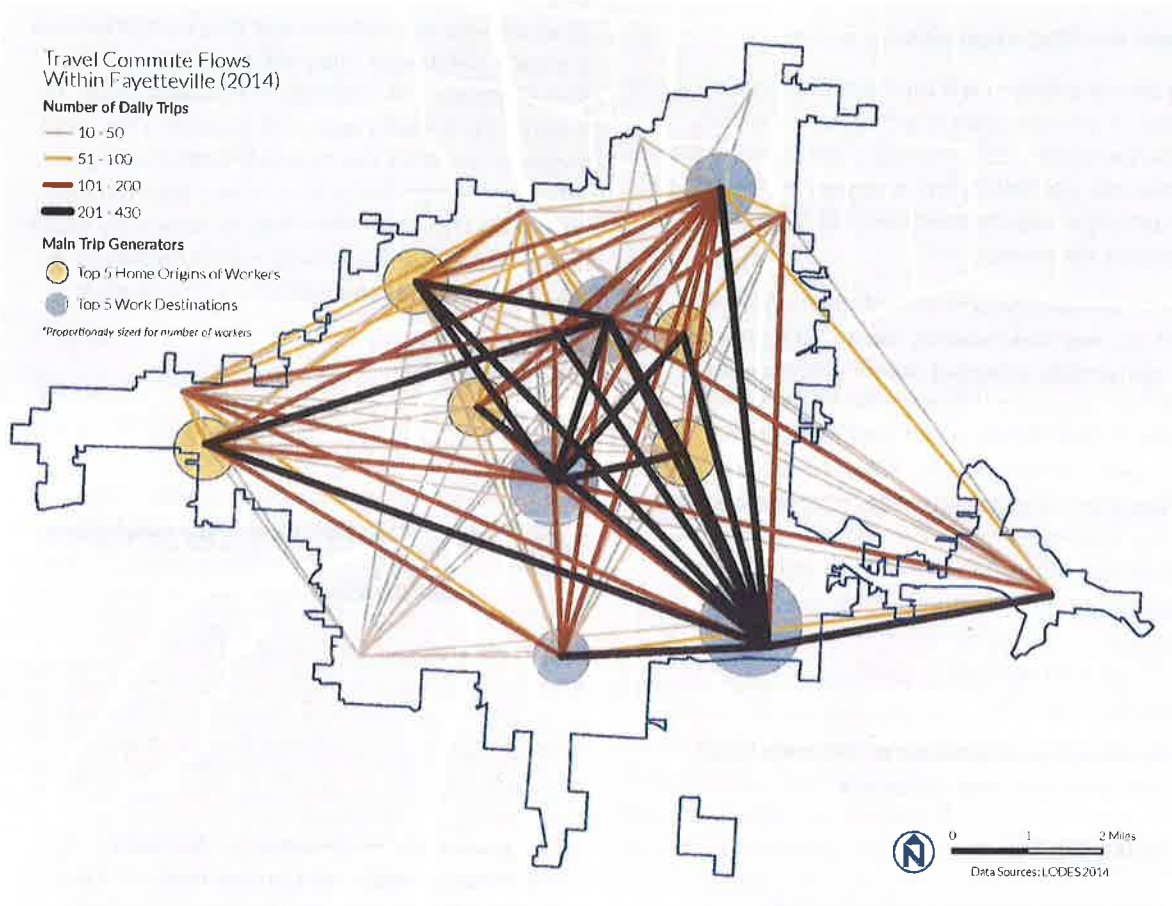 Travel Commute Flows
Within Fayetteville (2014)
Number of Daily Trips
10 - 50
51 - 100
101 - 200
201 - 430
Main Trip Generators
Top 5 Home Origins of Workers
Top 5 Work Destinations
*Proportionally sized for number of workers
N
0 1 2 Miles
Data Sources: LODES 2014